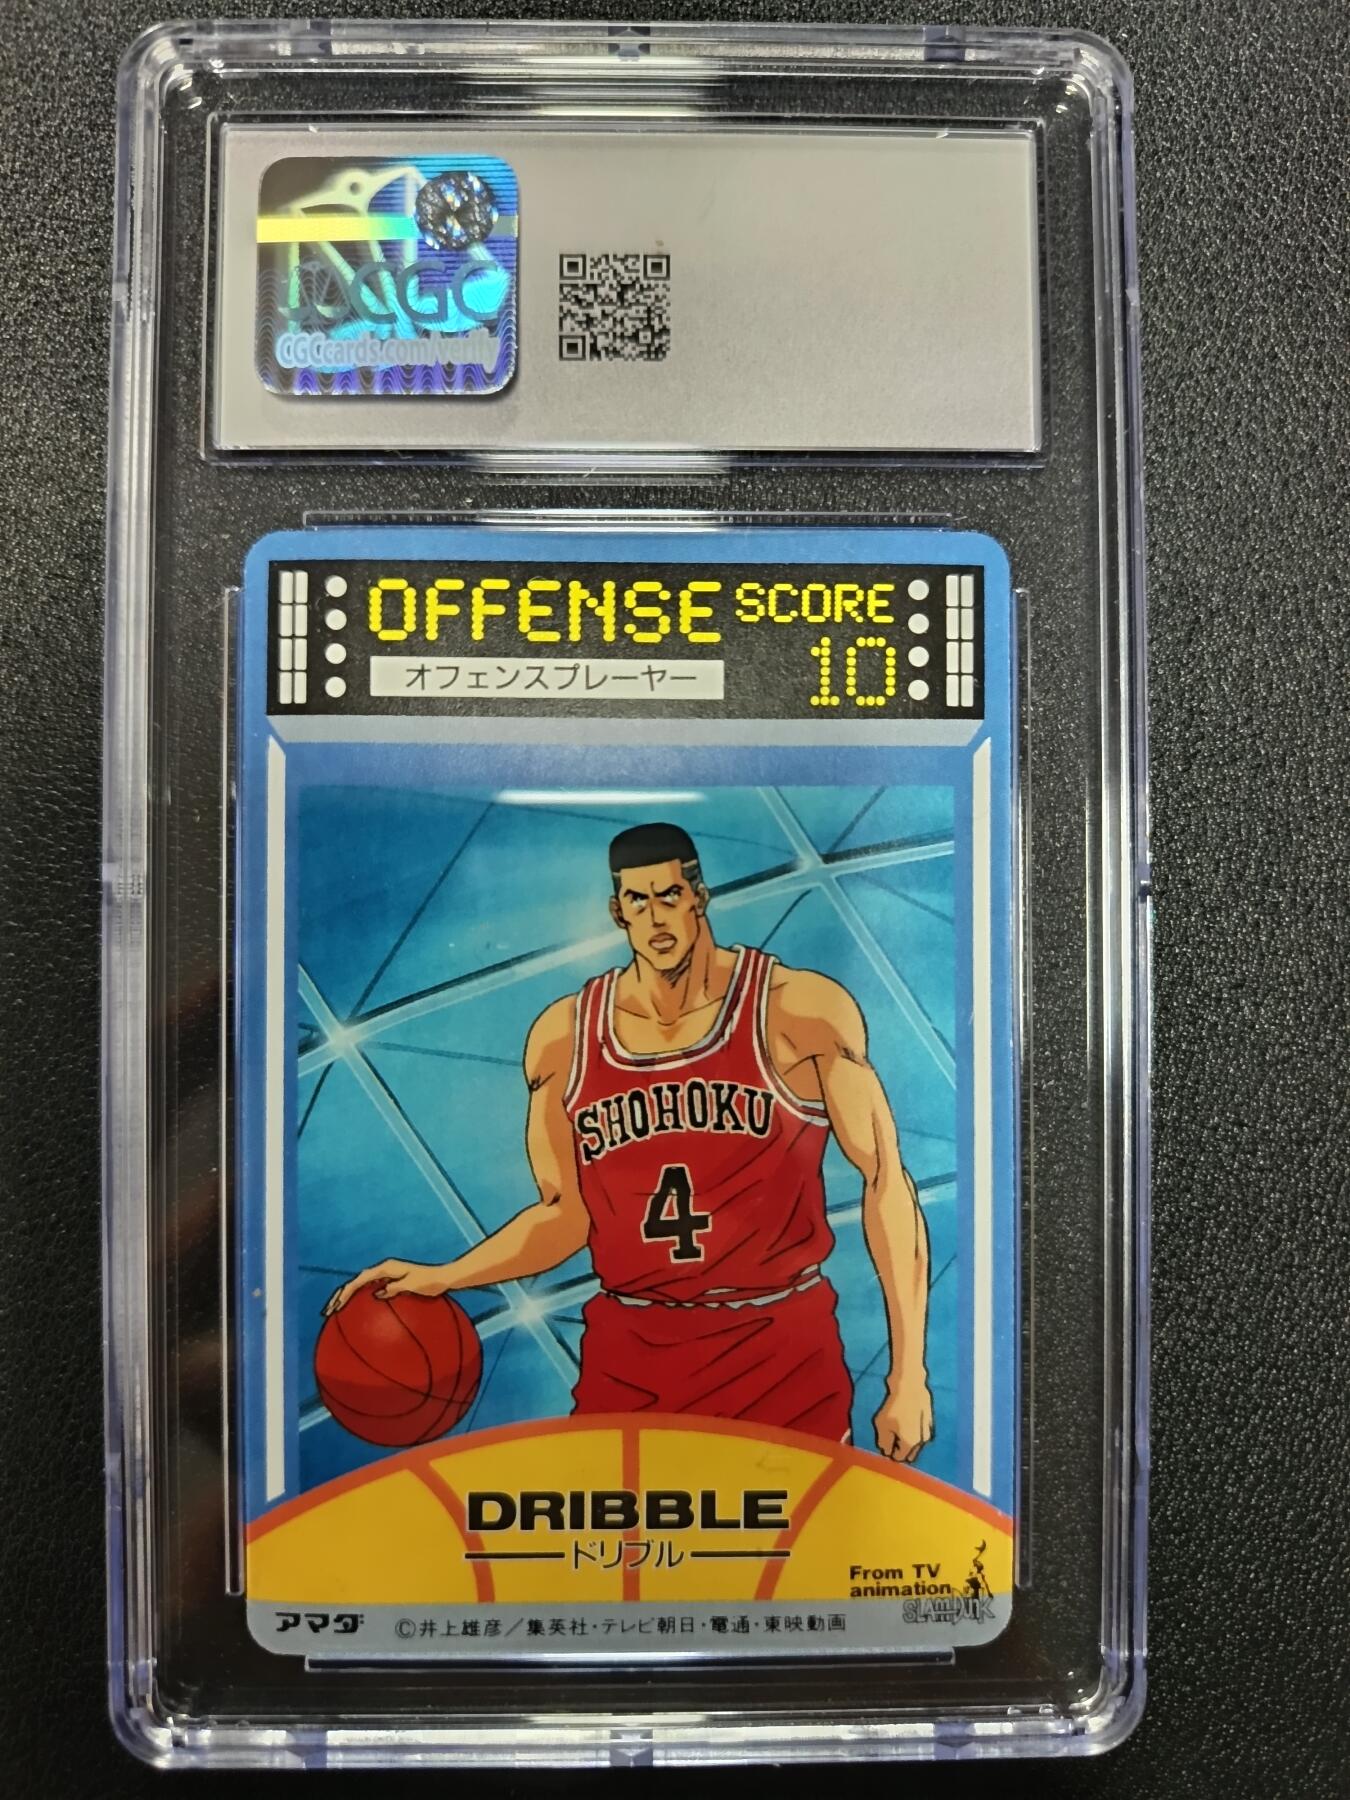 CGC
CGCcards.com/verify
OFFENSE SCORE
オフェンスプレーヤー 10
SHOHOKU
4
DRIBBLE
ドリブル
From TV
animation
SLAM DUNK
アマダ ©井上雄彦／集英社・テレビ朝日・電通・東映動画